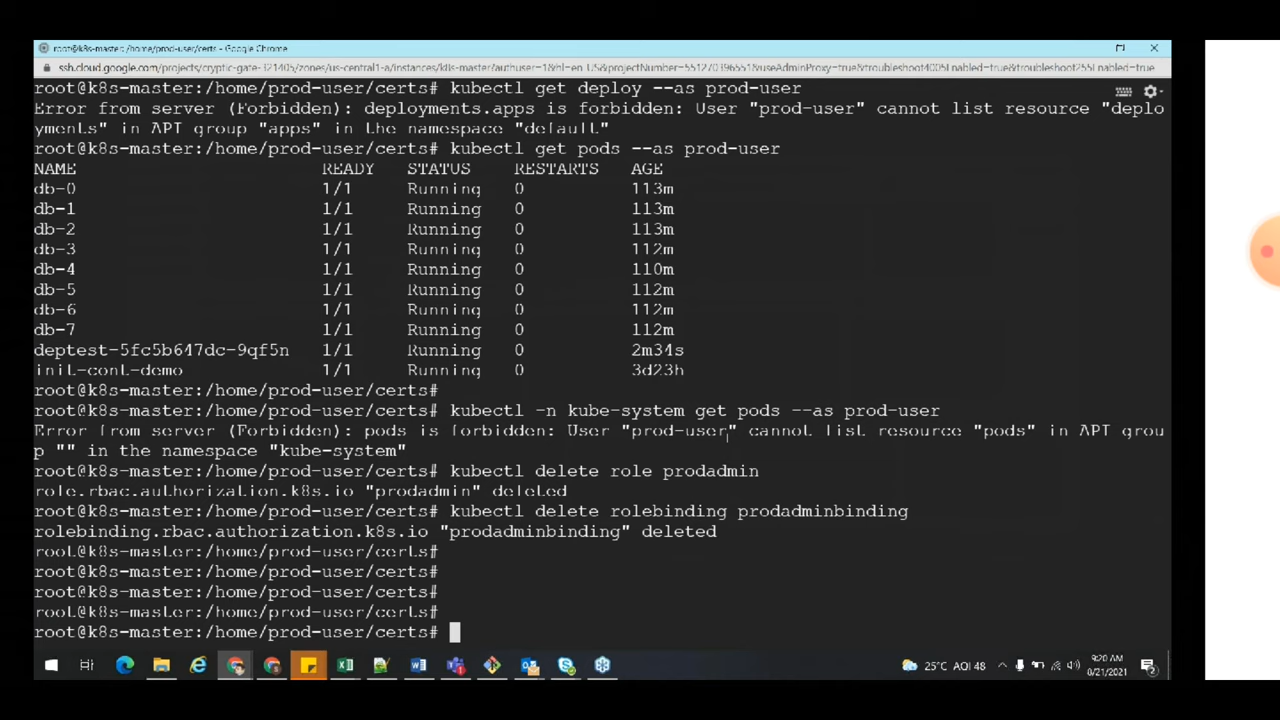 root@k8s-master: /home/prod-user/certs - Google Chrome
root@k8s-master:/home/prod-user/certs# kubectl get deploy --as prod-user
Error from server (Forbidden): deployments.apps is forbidden: User "prod-user" cannot list resource "deplo
yments" in API group "apps" in the namespace "default"
root@k8s-master:/home/prod-user/certs# kubectl get pods --as prod-user
NAME READY STATUS RESTARTS AGE
db-0 1/1 Running 0 113m
db-1 1/1 Running 0 113m
db-2 1/1 Running 0 113m
db-3 1/1 Running 0 112m
db-4 1/1 Running 0 110m
db-5 1/1 Running 0 112m
db-6 1/1 Running 0 112m
db-7 1/1 Running 0 112m
deptest-5fc5b647dc-9qf5n 1/1 Running 0 2m34s
init-cont-demo 1/1 Running 0 3d23h
root@k8s-master:/home/prod-user/certs#
root@k8s-master:/home/prod-user/certs# kubectl -n kube-system get pods --as prod-user
Error from server (Forbidden): pods is forbidden: User "prod-user" cannot list resource "pods" in API grou
p "" in the namespace "kube-system"
root@k8s-master:/home/prod-user/certs# kubectl delete role prodadmin
role.rbac.authorization.k8s.io "prodadmin" deleted
root@k8s-master:/home/prod-user/certs# kubectl delete rolebinding prodadminbinding
rolebinding.rbac.authorization.k8s.io "prodadminbinding" deleted
root@k8s-master:/home/prod-user/certs#
root@k8s-master:/home/prod-user/certs#
root@k8s-master:/home/prod-user/certs#
root@k8s-master:/home/prod-user/certs#
root@k8s-master:/home/prod-user/certs#
25°C AQI 48
9:20 AM
8/21/2021